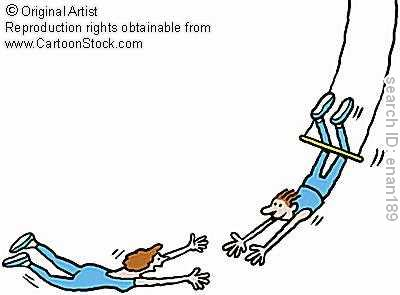 © Original Artist
Reproduction rights obtainable from
www.CartoonStock.com
search ID: enan189